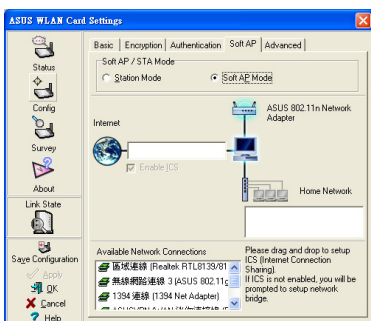 ASUS WLAN Card Settings
Status
Config
Survey
About
Link State
Save Configuration
Apply
OK
Cancel
Help
Basic
Encryption
Authentication
Soft AP
Advanced
Soft AP / STA Mode
Station Mode
Soft AP Mode
Internet
Enable ICS
ASUS 802.11n Network Adapter
Home Network
Available Network Connections
區域連線 (Realtek RTL8139/81
無線網路連線 3 (ASUS 802.11g
1394 連線 (1394 Net Adapter)
Please drag and drop to setup
ICS (Internet Connection
Sharing).
If ICS is not enabled, you will be
prompted to setup network
bridge.